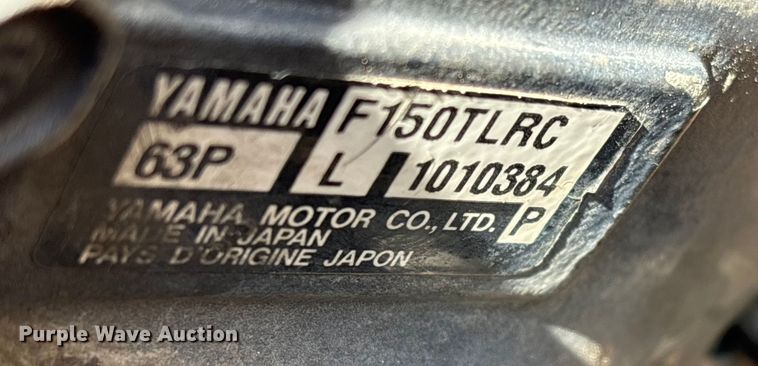 YAMAHA F150TLRC
63P L 1010384
YAMAHA MOTOR CO., LTD. P
MADE IN JAPAN
PAYS D'ORIGINE JAPON
Purple Wave Auction